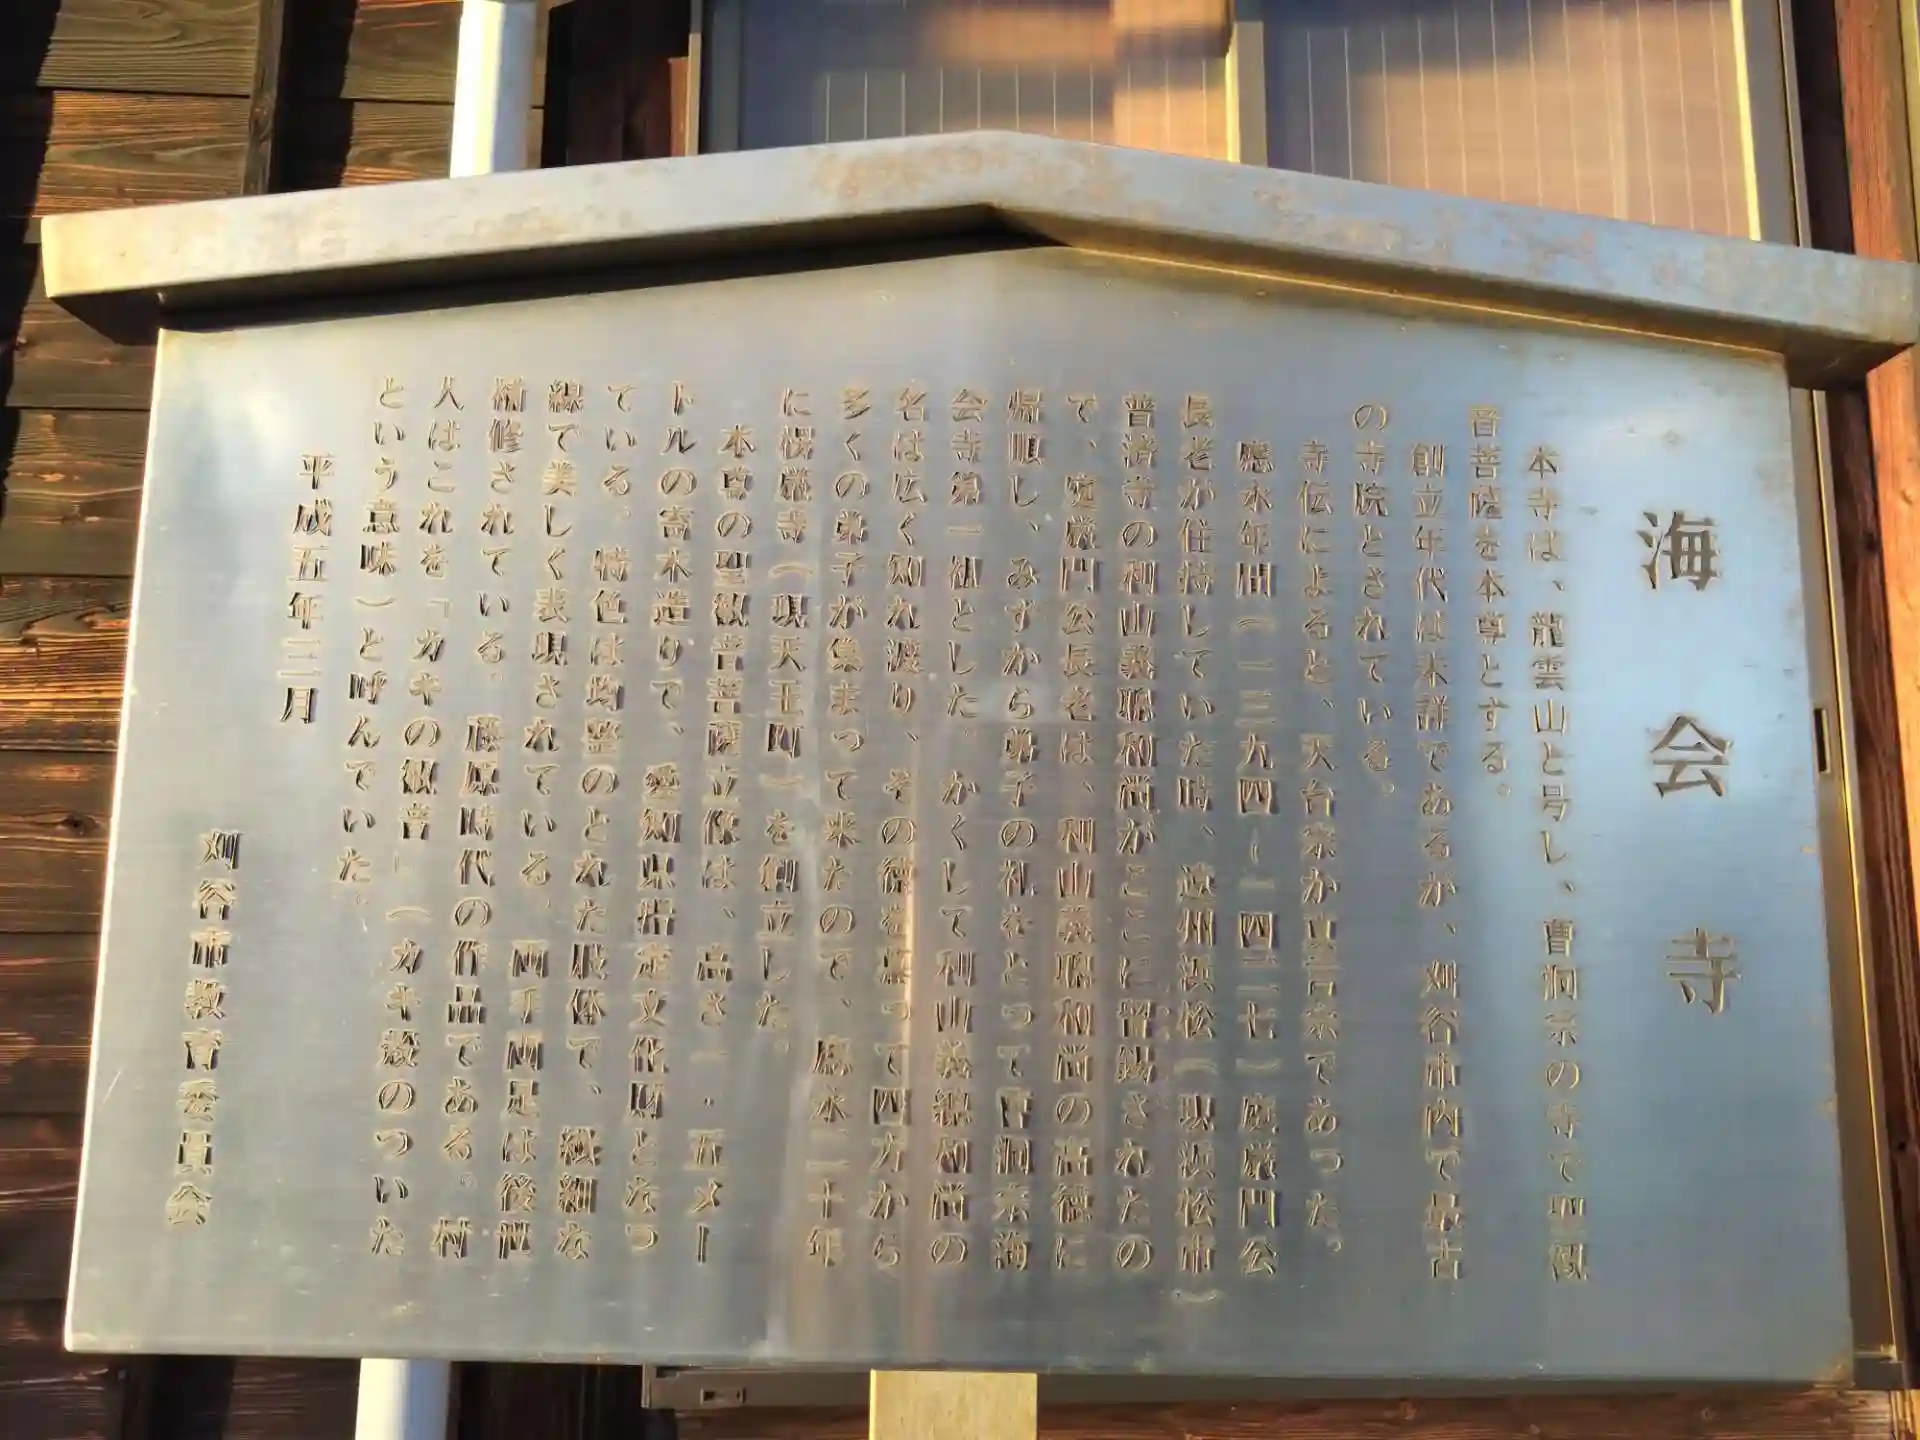 海会寺
本寺は、龍雲山と号し、曹洞宗の寺で聖観
音菩薩を本尊とする。
創立年代は未詳であるが、刈谷市内で最古
の寺院とされている。
寺伝によると、天台宗か真言宗であった。
應永年間(一三九四~一四二七)庭厳門公
長老が住持していた時、遠州浜松(現浜松市)
普済寺の利山義聡和尚がここに留錫されたの
で、庭厳門公長老は、利山義聡和尚の高徳に
帰順し、みずから弟子の礼をとって曹洞宗海
会寺第一祖とした。かくして利山義聡和尚の
名は広く知れ渡り、その徳を慕って四方から
多くの弟子が集まって来たので、應永二十年
に楞厳寺(現天王町)を創立した。
本尊の聖観音菩薩立像は、高さ一・五メー
トルの寄木造りで、愛知県指定文化財となっ
ている。特色は均整のとれた肢体で、繊細な
線で美しく表現されている。両手両足は後世
補修されている。藤原時代の作品である。村
人はこれを「カキの観音」(カキ殻のついた
という意味)と呼んでいた。
平成五年三月
刈谷市教育委員会